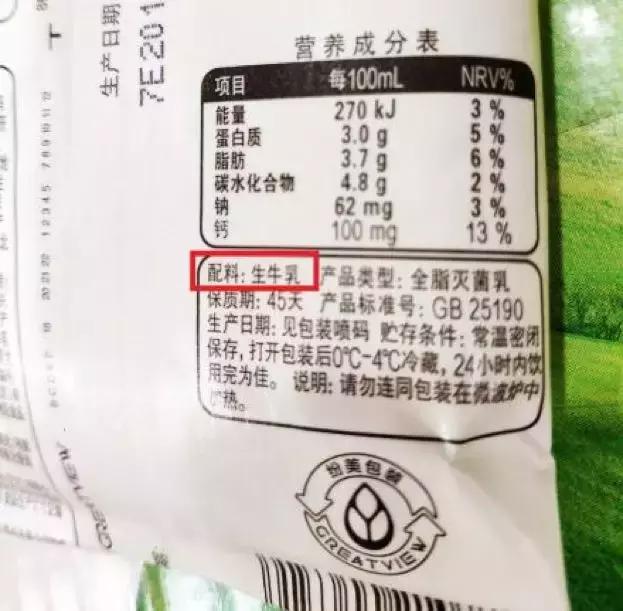 营养成分表
项目 每100mL NRV%
能量 270 kJ 3 %
蛋白质 3.0 g 5 %
脂肪 3.7 g 6 %
碳水化合物 4.8 g 2 %
钠 62 mg 3 %
钙 100 mg 13 %
配料: 生牛乳 产品类型: 全脂灭菌乳
保质期: 45天 产品标准号: GB 25190
生产日期: 见包装喷码 贮存条件: 常温密闭
保存, 打开包装后0℃-4℃冷藏, 24小时内饮
用完为佳。 说明: 请勿连同包装在微波炉中
加热。
纷美包装
GREATVIEW
生产日期
7E201